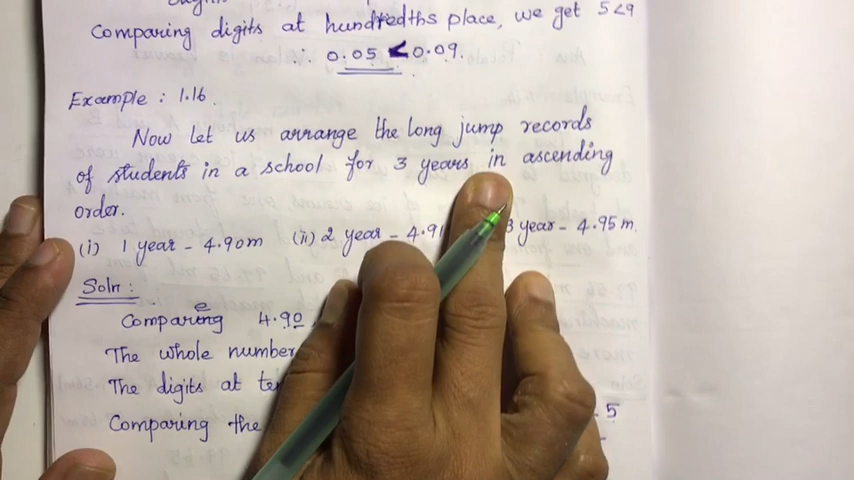 Comparing digits at hundredths place, we get 5<9
∴ 0.05 < 0.09.
Example : 1.16.
Now let us arrange the long jump records
of students in a school for 3 years in ascending
order.
(i) 1 year - 4.90m (ii) 2 year - 4.91 3 year - 4.95 m.
Soln :
Compareing 4.90
The whole number
The digits at
Comparing the 5